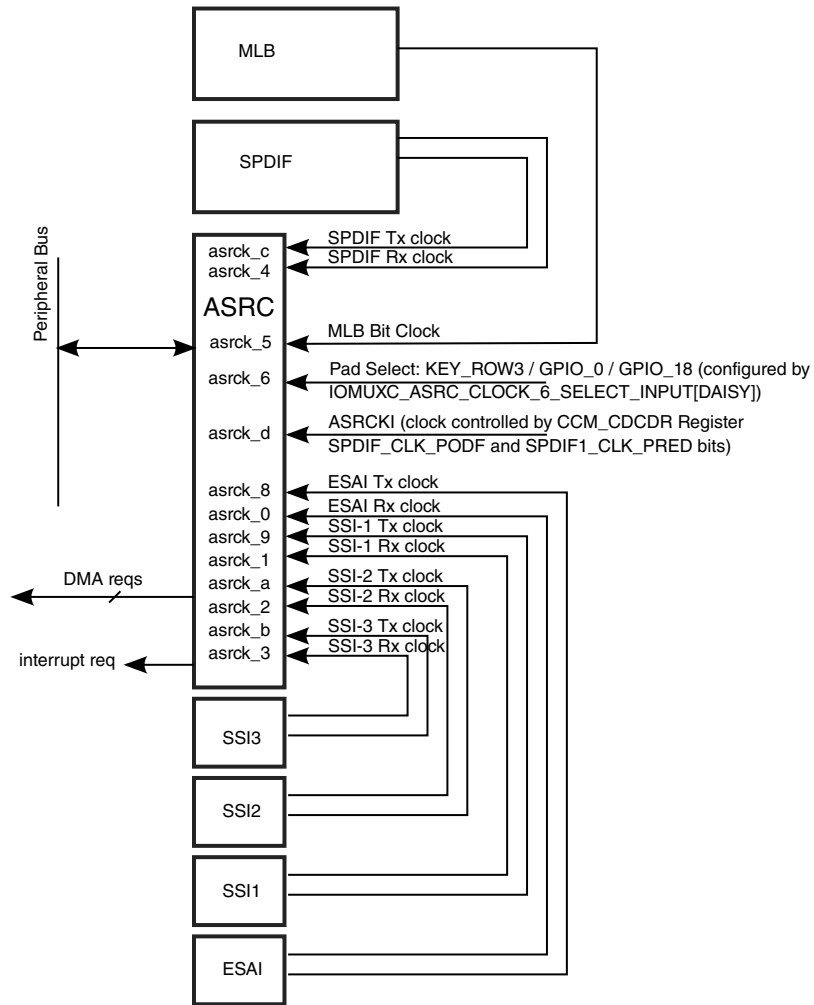 MLB
SPDIF
Peripheral Bus
asrck_c
SPDIF Tx clock
asrck_4
SPDIF Rx clock
ASRC
asrck_5
MLB Bit Clock
asrck_6
Pad Select: KEY_ROW3 / GPIO_0 / GPIO_18 (configured by
IOMUXC_ASRC_CLOCK_6_SELECT_INPUT[DAISY])
asrck_d
ASRCKI (clock controlled by CCM_CDCDR Register
SPDIF_CLK_PODF and SPDIF1_CLK_PRED bits)
asrck_8
ESAI Tx clock
asrck_0
ESAI Rx clock
asrck_9
SSI-1 Tx clock
asrck_1
SSI-1 Rx clock
DMA reqs
asrck_a
SSI-2 Tx clock
asrck_2
SSI-2 Rx clock
asrck_b
SSI-3 Tx clock
asrck_3
SSI-3 Rx clock
interrupt req
SSI3
SSI2
SSI1
ESAI